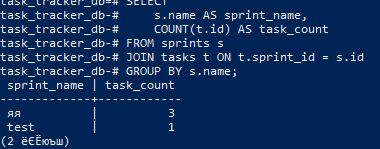 task_tracker_db=# SELECT
task_tracker_db-#     s.name AS sprint_name,
task_tracker_db-#     COUNT(t.id) AS task_count
task_tracker_db-# FROM sprints s
task_tracker_db-# JOIN tasks t ON t.sprint_id = s.id
task_tracker_db-# GROUP BY s.name;
 sprint_name | task_count
-------------+------------
 яя          |          3
 test        |          1
(2 ёЄЁюъш)